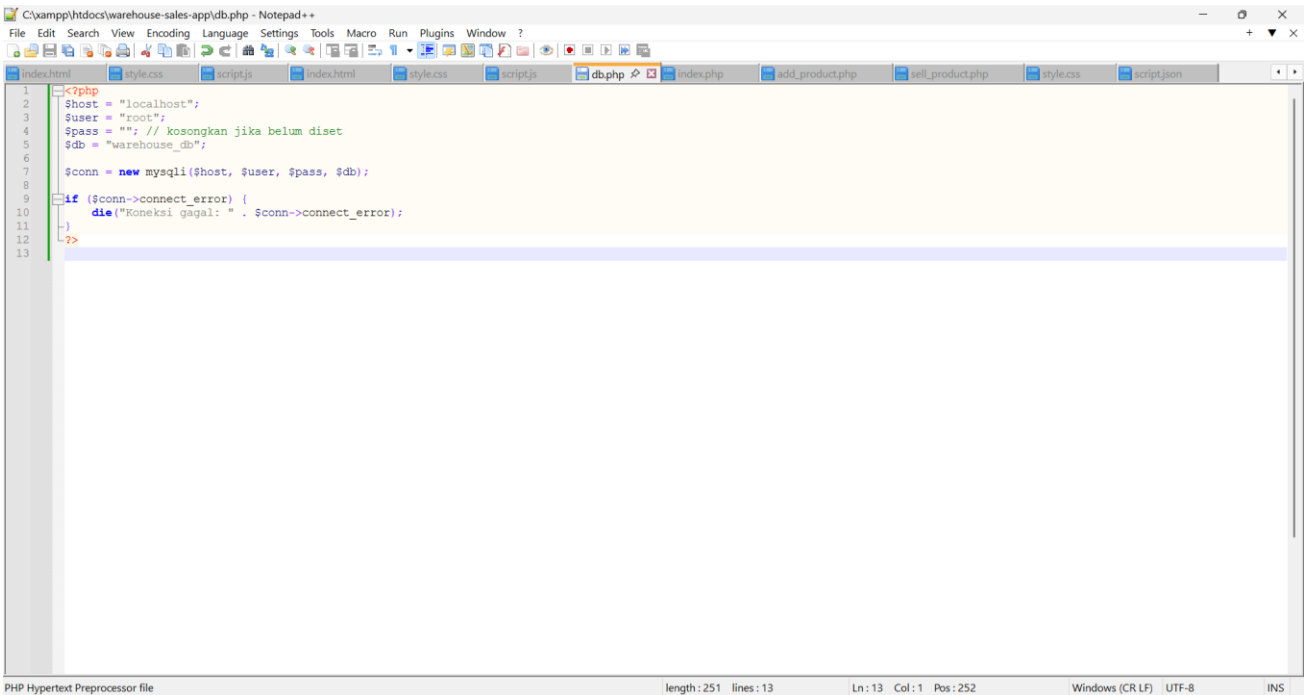 C:\xampp\htdocs\warehouse-sales-app\db.php - Notepad++
File Edit Search View Encoding Language Settings Tools Macro Run Plugins Window ?
index.html style.css script.js index.html style.css script.js db.php index.php add_product.php sell_product.php style.css script.json
1 <?php
2 $host = "localhost";
3 $user = "root";
4 $pass = ""; // kosongkan jika belum diset
5 $db = "warehouse_db";
6
7 $conn = new mysqli($host, $user, $pass, $db);
8
9 if ($conn->connect_error) {
10 die("Koneksi gagal: " . $conn->connect_error);
11 }
12 ?>
13
PHP Hypertext Preprocessor file length : 251 lines : 13 Ln : 13 Col : 1 Pos : 252 Windows (CR LF) UTF-8 INS